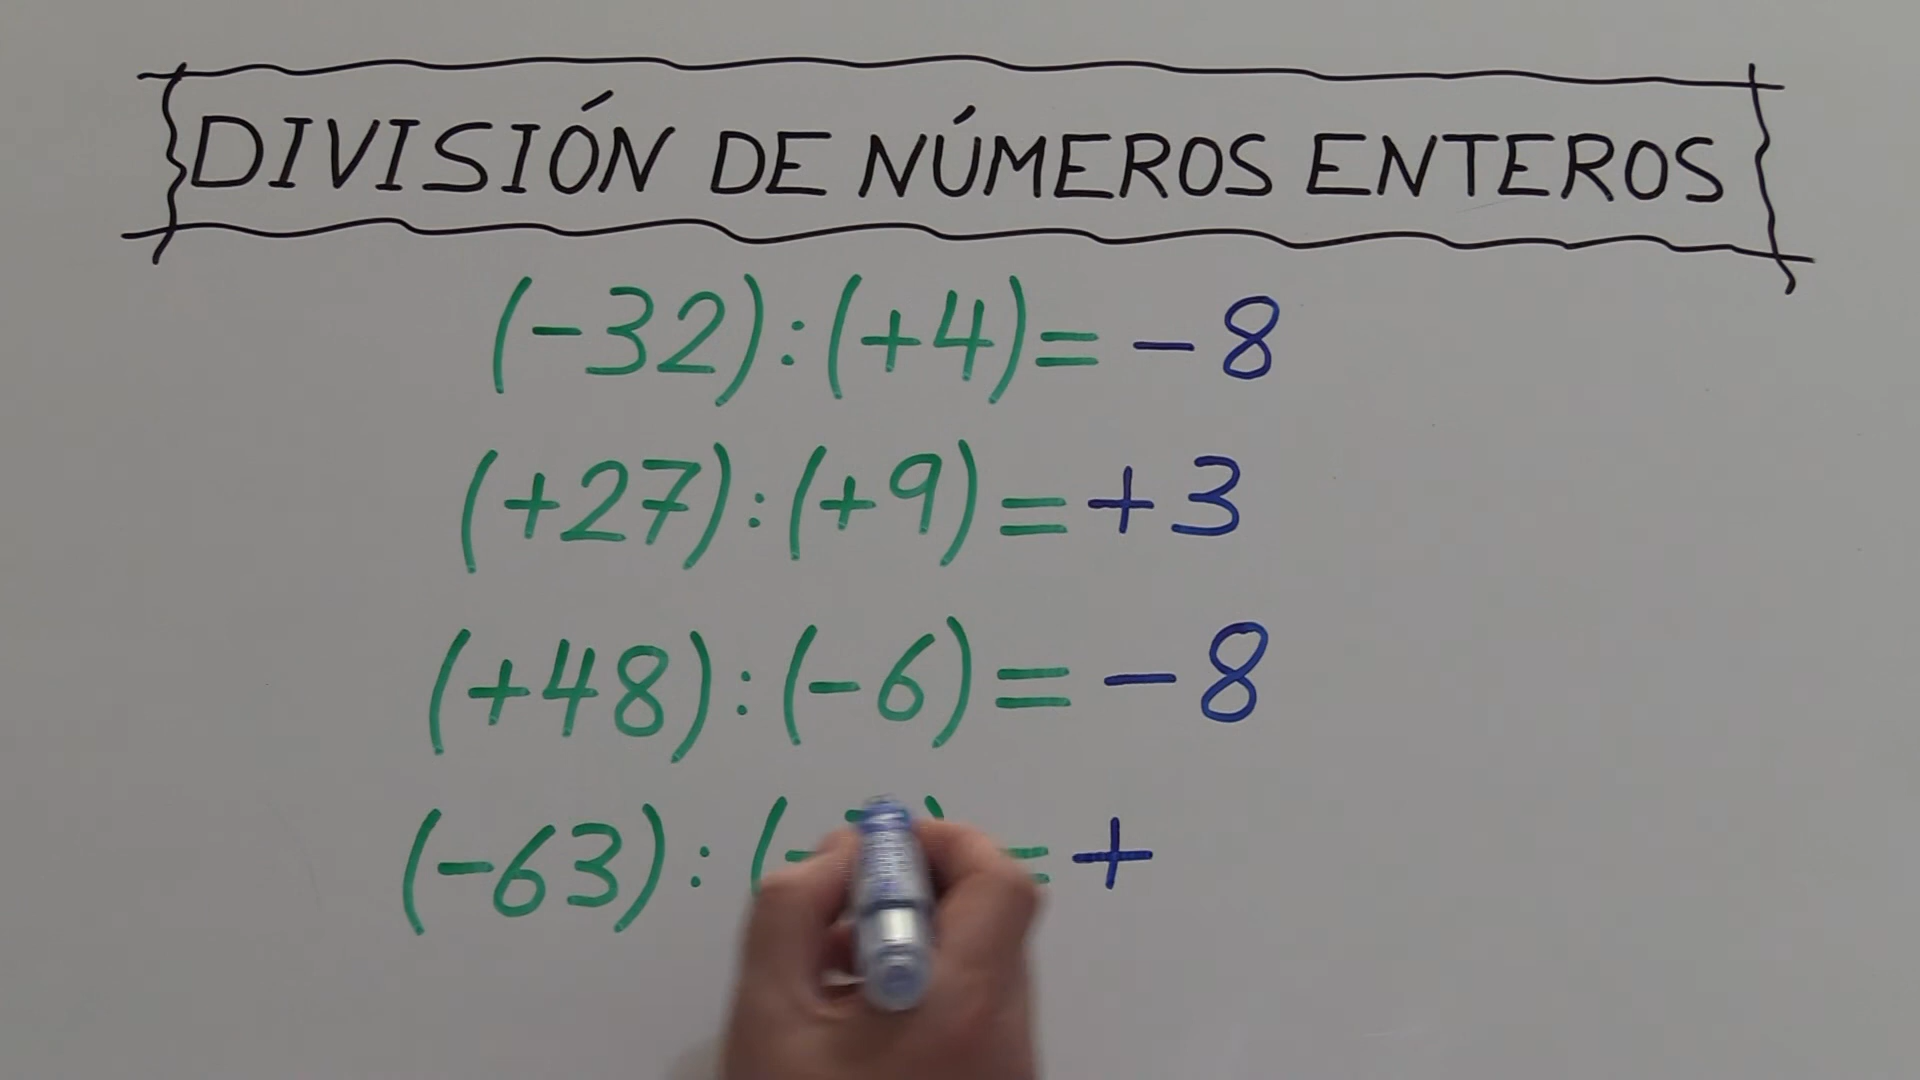 DIVISIÓN DE NÚMEROS ENTEROS
(-32):(+4)= -8
(+27):(+9)= +3
(+48):(-6)= -8
(-63):(- )= +